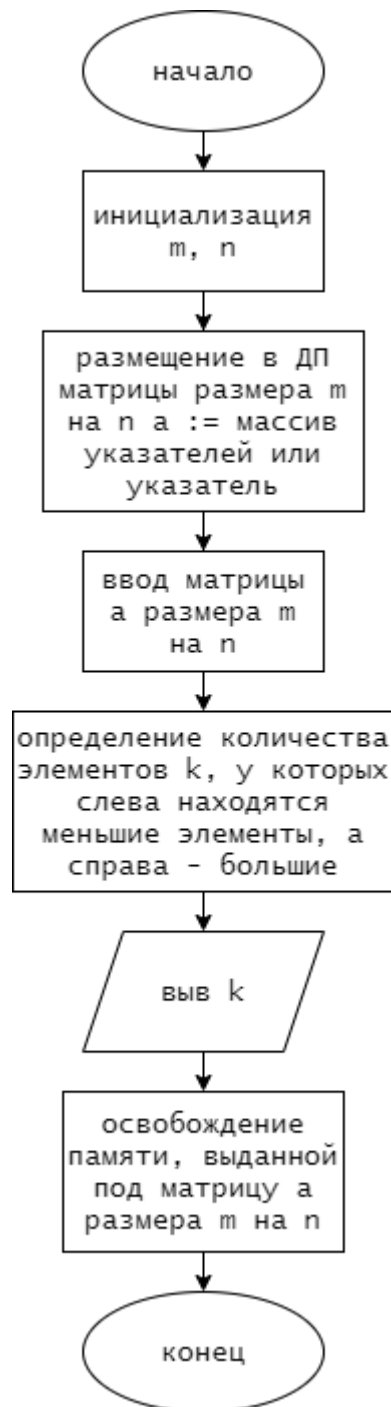 начало
инициализация
m, n
размещение в ДП
матрицы размера m
на n a := массив
указателей или
указатель
ввод матрицы
a размера m
на n
определение количества
элементов k, у которых
слева находятся
меньшие элементы, а
справа - большие
выв k
освобождение
памяти, выданной
под матрицу a
размера m на n
конец